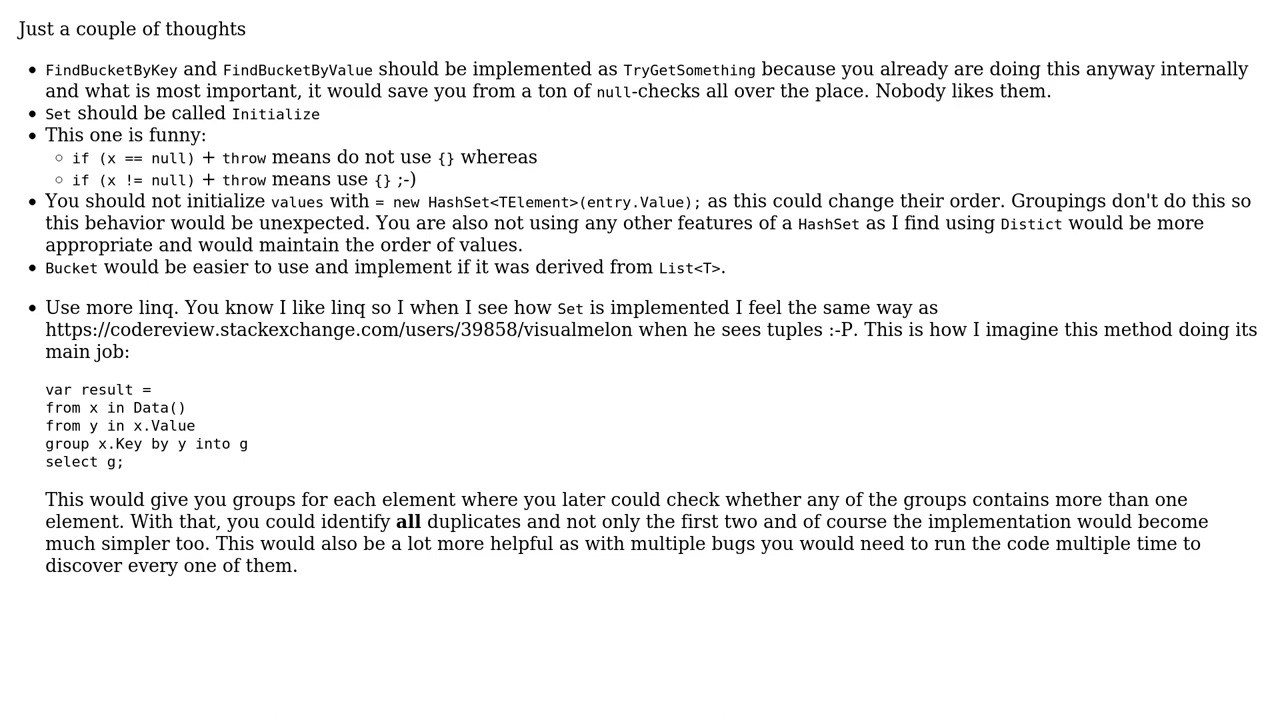 Just a couple of thoughts
• FindBucketByKey and FindBucketByValue should be implemented as TryGetSomething because you already are doing this anyway internally
and what is most important, it would save you from a ton of null-checks all over the place. Nobody likes them.
• Set should be called Initialize
• This one is funny:
◦ if (x == null) + throw means do not use {} whereas
◦ if (x != null) + throw means use {} ;-)
• You should not initialize values with = new HashSet<TElement>(entry.Value); as this could change their order. Groupings don't do this so
this behavior would be unexpected. You are also not using any other features of a HashSet as I find using Distict would be more
appropriate and would maintain the order of values.
• Bucket would be easier to use and implement if it was derived from List<T>.
• Use more linq. You know I like linq so I when I see how Set is implemented I feel the same way as
https://codereview.stackexchange.com/users/39858/visualmelon when he sees tuples :-P. This is how I imagine this method doing its
main job:
var result =
from x in Data()
from y in x.Value
group x.Key by y into g
select g;
This would give you groups for each element where you later could check whether any of the groups contains more than one
element. With that, you could identify all duplicates and not only the first two and of course the implementation would become
much simpler too. This would also be a lot more helpful as with multiple bugs you would need to run the code multiple time to
discover every one of them.